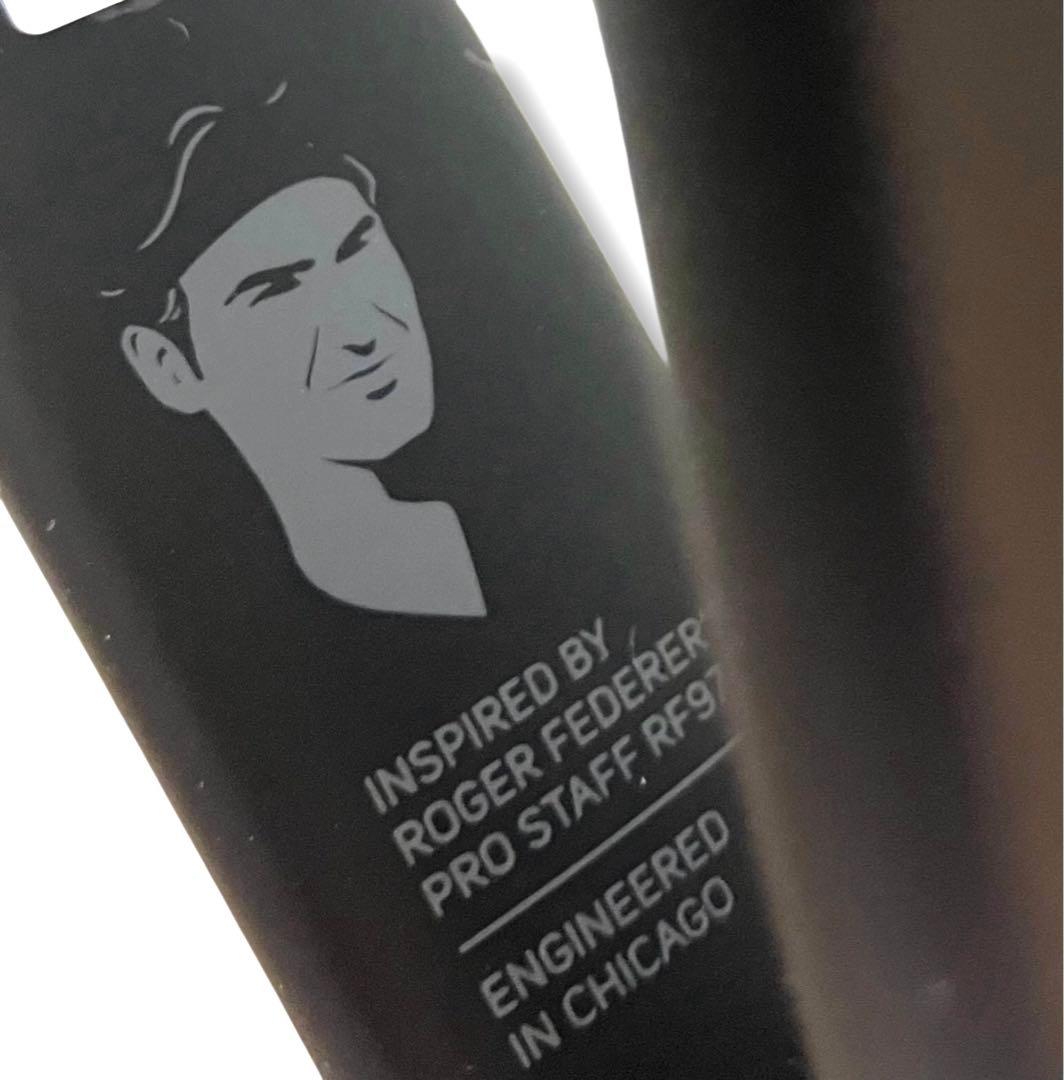 INSPIRED BY
ROGER FEDERER'
PRO STAFF RF97
ENGINEERED
IN CHICAGO